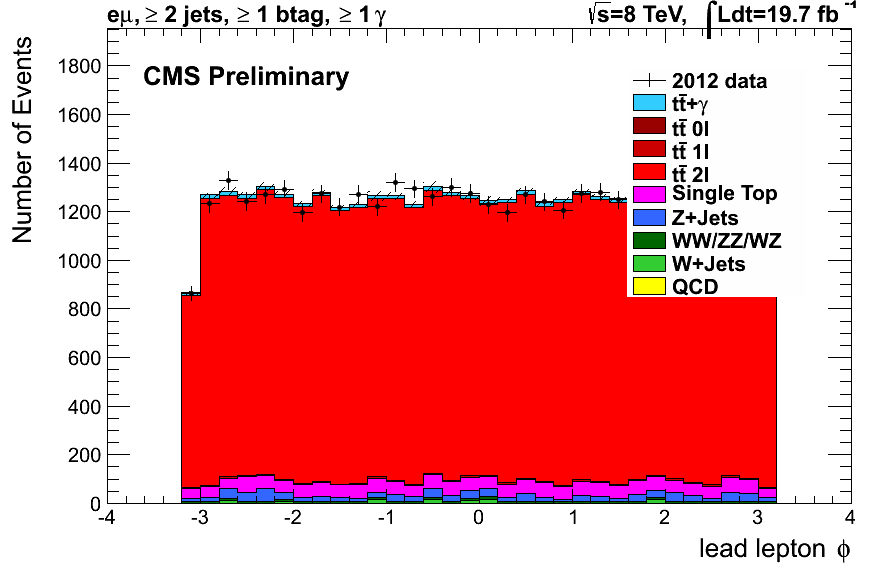 eμ, ≥ 2 jets, ≥ 1 btag, ≥ 1 γ
√s=8 TeV, ∫Ldt=19.7 fb⁻¹
CMS Preliminary
Number of Events
1800
1600
1400
1200
1000
800
600
400
200
0
2012 data
tt̄+γ
tt̄ 0l
tt̄ 1l
tt̄ 2l
Single Top
Z+Jets
WW/ZZ/WZ
W+Jets
QCD
-4 -3 -2 -1 0 1 2 3 4
lead lepton ϕ